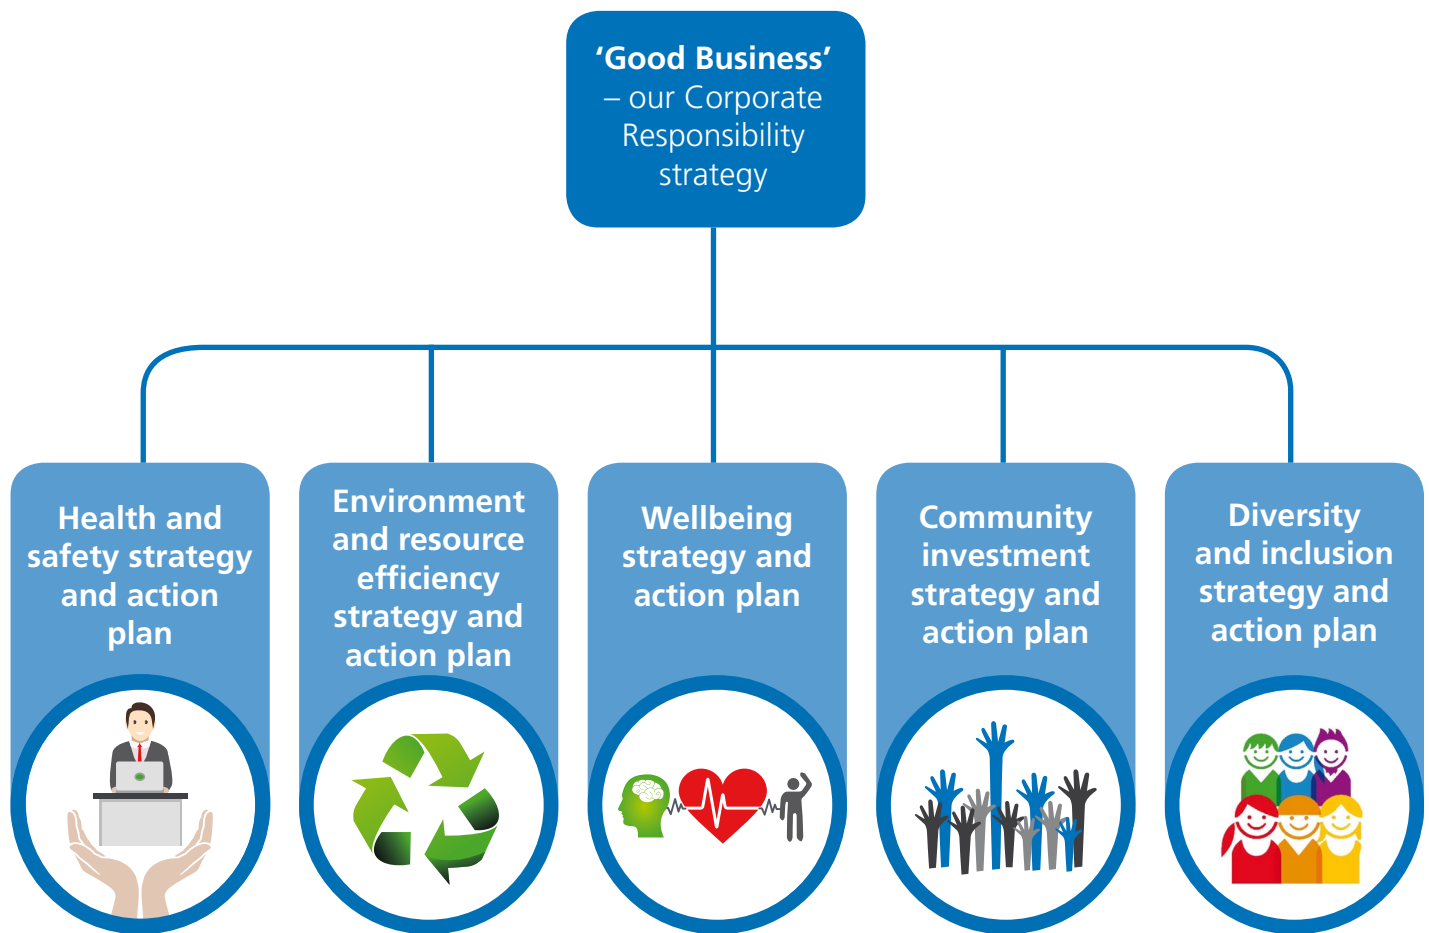 ‘Good Business’
– our Corporate
Responsibility
strategy
Health and
safety strategy
and action
plan
Environment
and resource
efficiency
strategy and
action plan
Wellbeing
strategy and
action plan
Community
investment
strategy and
action plan
Diversity
and inclusion
strategy and
action plan